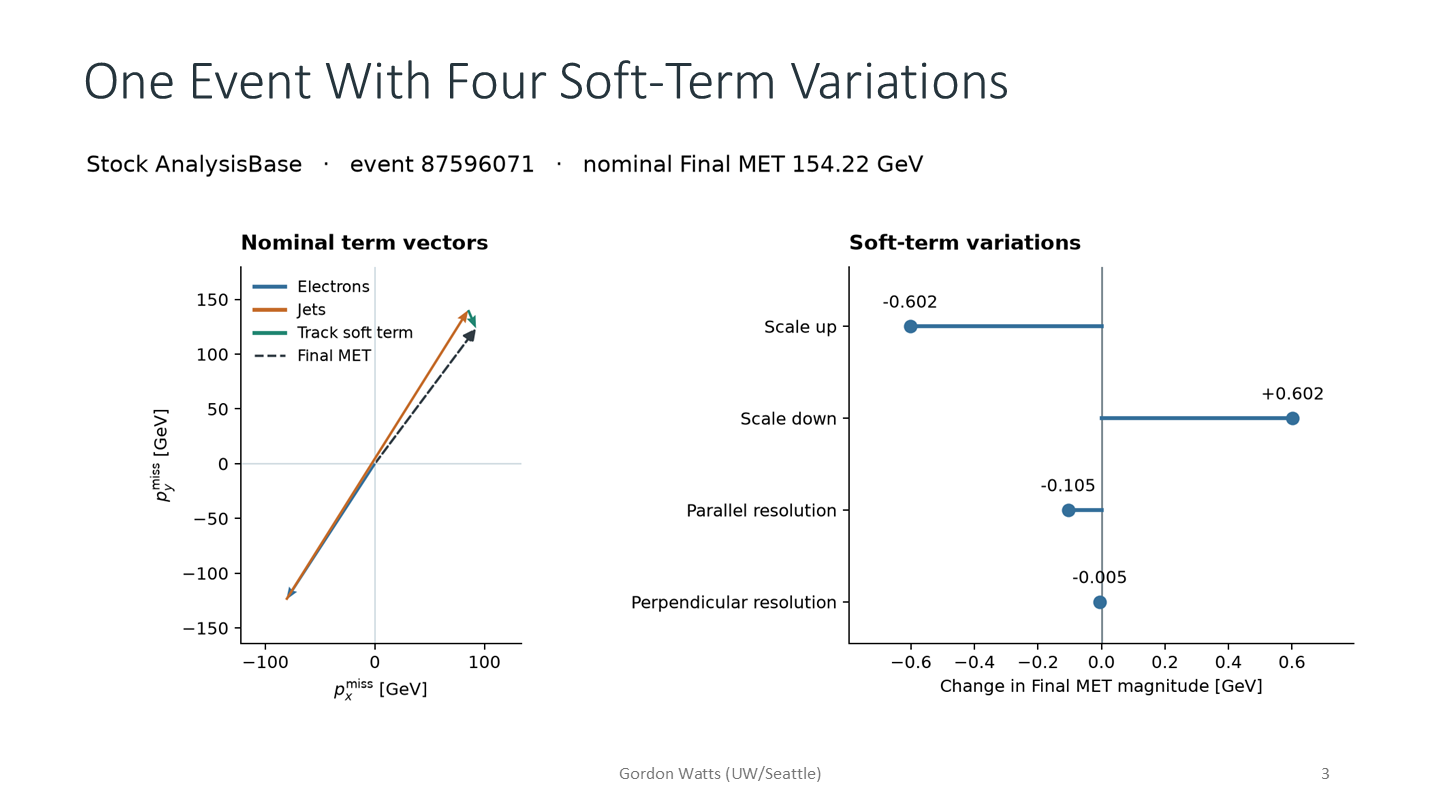 One Event With Four Soft-Term Variations
Stock AnalysisBase · event 87596071 · nominal Final MET 154.22 GeV
Nominal term vectors
Electrons
Jets
Track soft term
Final MET
150
100
50
0
−50
−100
−150
−100 0 100
p_y^miss [GeV]
p_x^miss [GeV]
Soft-term variations
Scale up
-0.602
Scale down
+0.602
Parallel resolution
-0.105
Perpendicular resolution
-0.005
−0.6 −0.4 −0.2 0.0 0.2 0.4 0.6
Change in Final MET magnitude [GeV]
Gordon Watts (UW/Seattle)
3